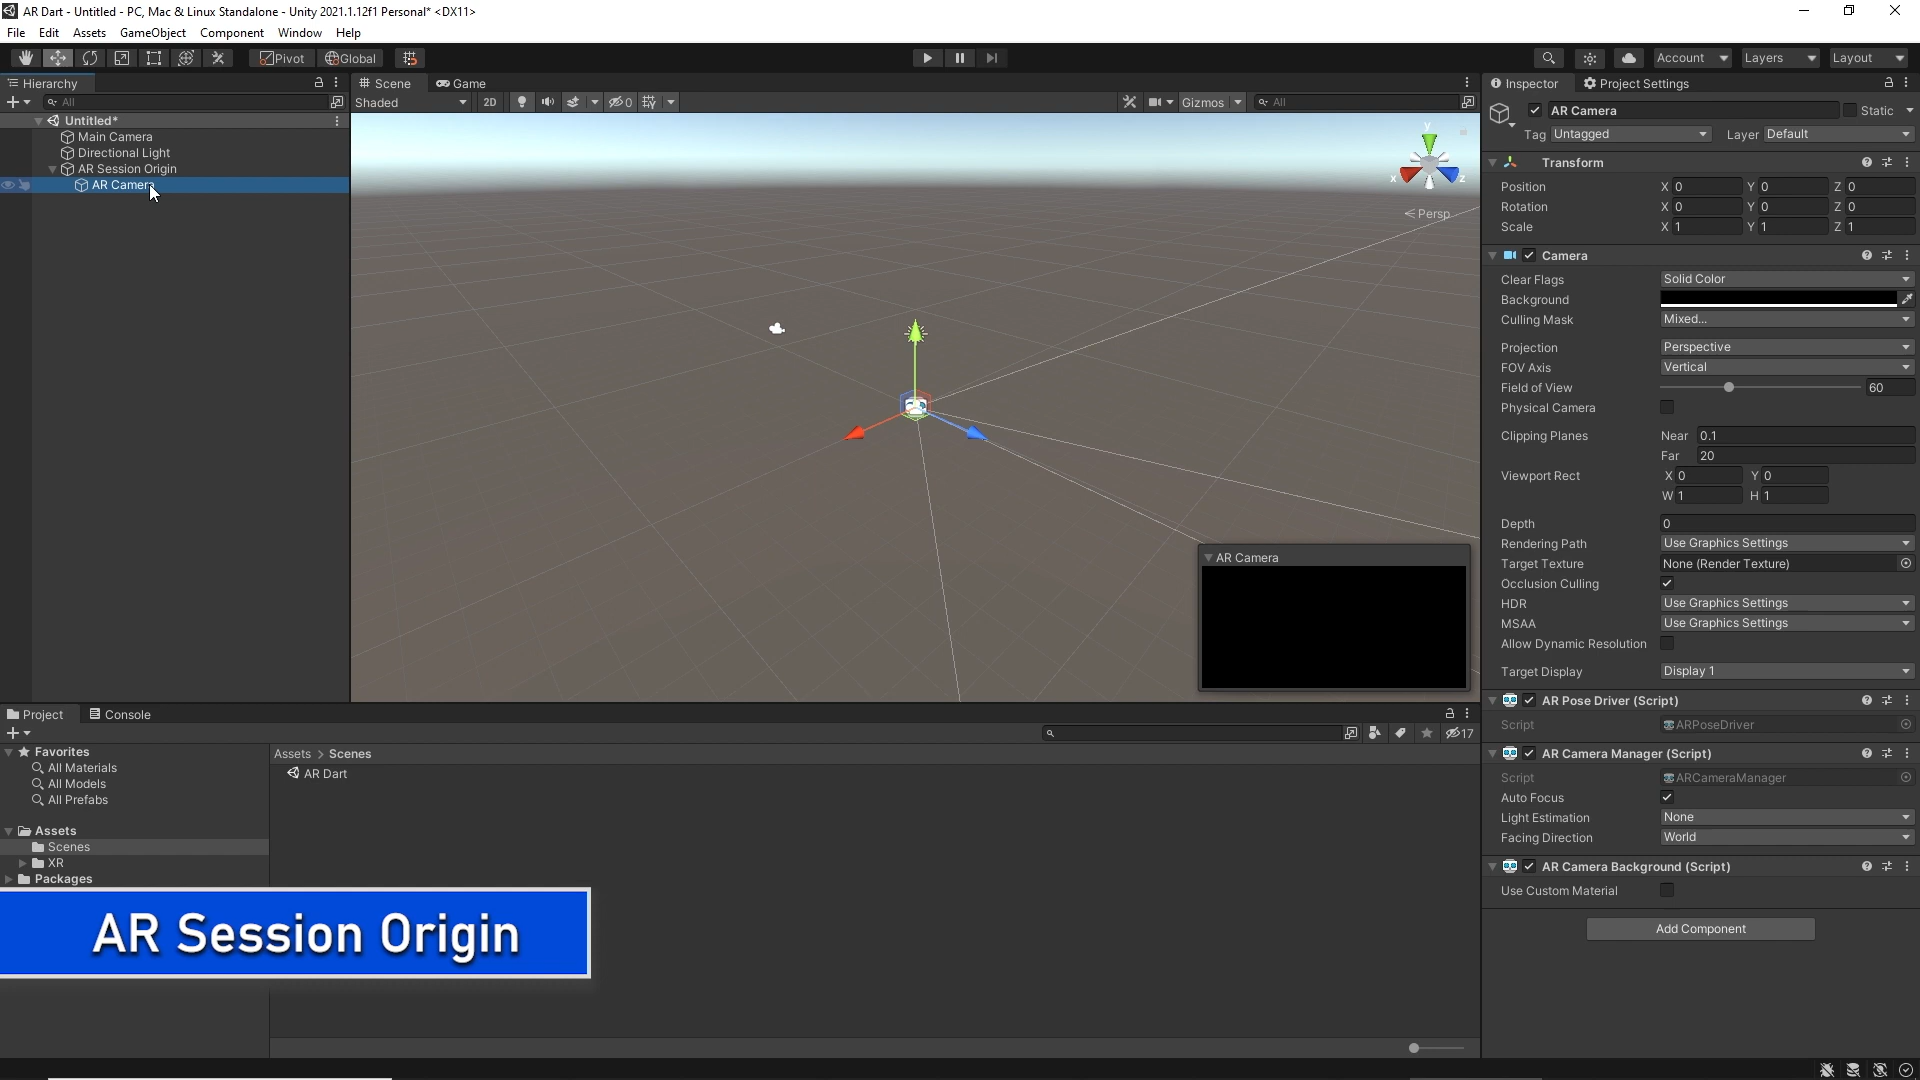 AR Dart - Untitled - PC, Mac & Linux Standalone - Unity 2021.1.12f1 Personal* <DX11>
File Edit Assets GameObject Component Window Help
Pivot Global Account Layers Layout
Hierarchy
All
Untitled*
Main Camera
Directional Light
AR Session Origin
AR Camera
Scene Game
Shaded 2D 0 Gizmos All
y
x z
Persp
AR Camera
Inspector Project Settings
AR Camera Static
Tag Untagged Layer Default
Transform
Position X 0 Y 0 Z 0
Rotation X 0 Y 0 Z 0
Scale X 1 Y 1 Z 1
Camera
Clear Flags Solid Color
Background
Culling Mask Mixed...
Projection Perspective
FOV Axis Vertical
Field of View 60
Physical Camera
Clipping Planes Near 0.1
Far 20
Viewport Rect X 0 Y 0
W 1 H 1
Depth 0
Rendering Path Use Graphics Settings
Target Texture None (Render Texture)
Occlusion Culling
HDR Use Graphics Settings
MSAA Use Graphics Settings
Allow Dynamic Resolution
Target Display Display 1
AR Pose Driver (Script)
Script ARPoseDriver
AR Camera Manager (Script)
Script ARCameraManager
Auto Focus
Light Estimation None
Facing Direction World
AR Camera Background (Script)
Use Custom Material
Add Component
Project Console
17
Favorites
All Materials
All Models
All Prefabs
Assets
Scenes
XR
Packages
Assets > Scenes
AR Dart
AR Session Origin